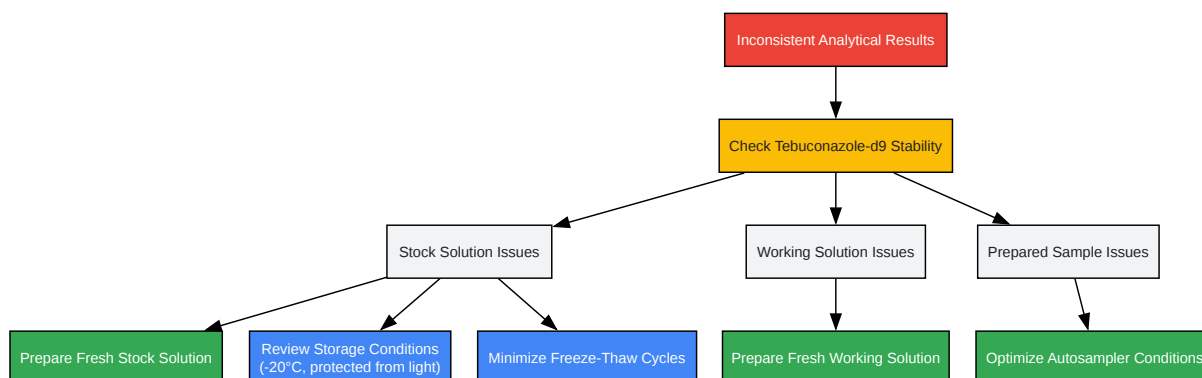 Inconsistent Analytical Results
Check Tebuconazole-d9 Stability
Stock Solution Issues
Working Solution Issues
Prepared Sample Issues
Prepare Fresh Stock Solution
Review Storage Conditions
(-20°C, protected from light)
Minimize Freeze-Thaw Cycles
Prepare Fresh Working Solution
Optimize Autosampler Conditions